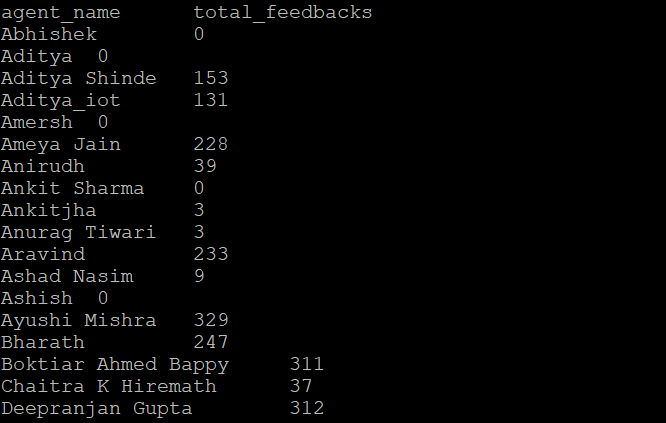 agent_name      total_feedbacks
Abhishek        0
Aditya  0
Aditya Shinde   153
Aditya_iot      131
Amersh  0
Ameya Jain      228
Anirudh         39
Ankit Sharma    0
Ankitjha        3
Anurag Tiwari   3
Aravind         233
Ashad Nasim     9
Ashish  0
Ayushi Mishra   329
Bharath         247
Boktiar Ahmed Bappy     311
Chaitra K Hiremath      37
Deepranjan Gupta        312